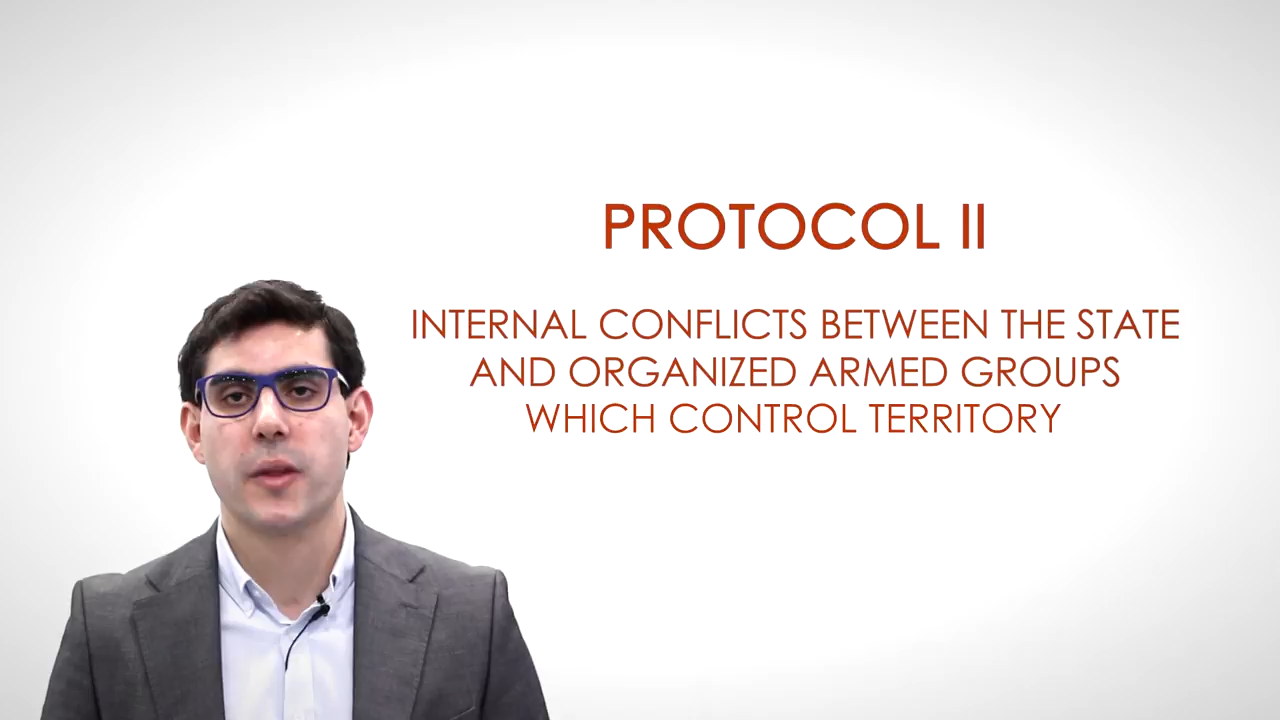 PROTOCOL II
INTERNAL CONFLICTS BETWEEN THE STATE
AND ORGANIZED ARMED GROUPS
WHICH CONTROL TERRITORY